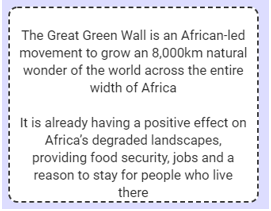 The Great Green Wall is an African-led
movement to grow an 8,000km natural
wonder of the world across the entire
width of Africa
It is already having a positive effect on
Africa's degraded landscapes,
providing food security, jobs and a
reason to stay for people who live
there